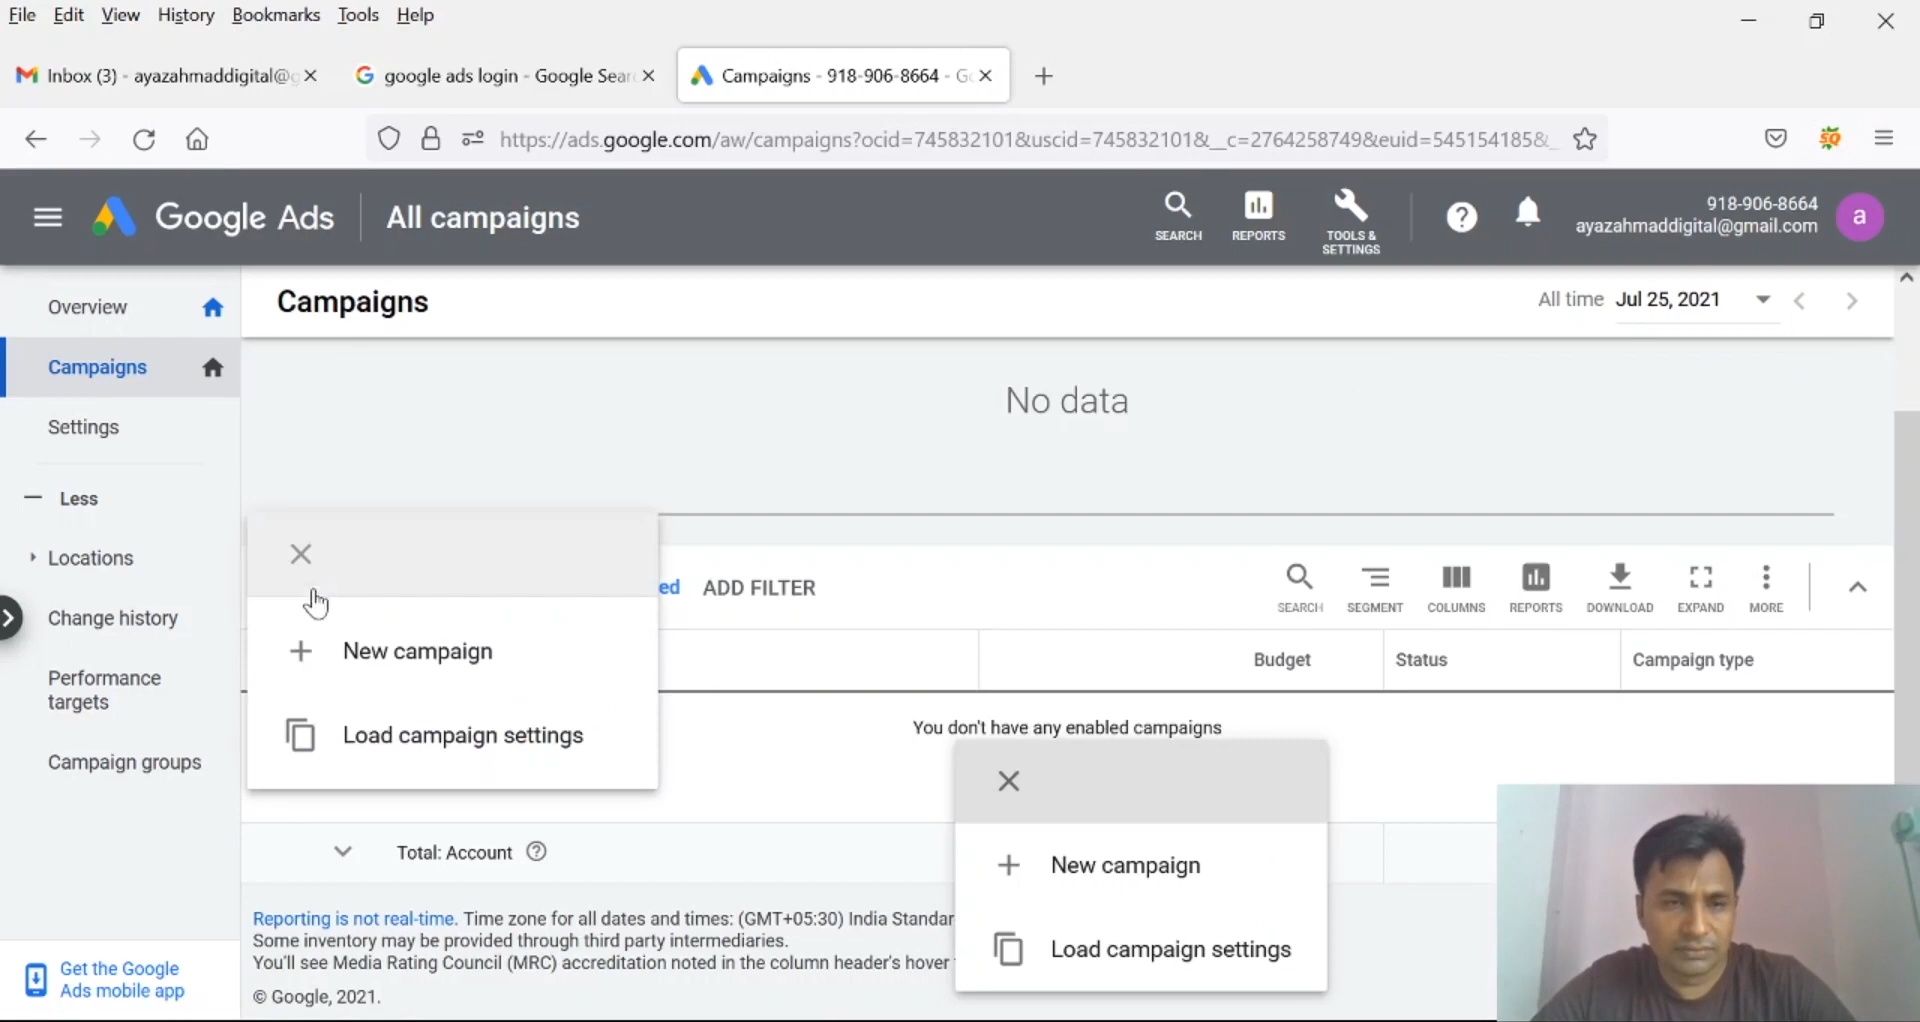 File Edit View History Bookmarks Tools Help
Inbox (3) - ayazahmaddigital@g
google ads login - Google Sear
Campaigns - 918-906-8664 - Go
https://ads.google.com/aw/campaigns?ocid=745832101&uscid=745832101&__c=2764258749&euid=545154185&_
Google Ads
All campaigns
SEARCH
REPORTS
TOOLS &
SETTINGS
918-906-8664
ayazahmaddigital@gmail.com
a
Overview
Campaigns
Settings
Less
Locations
Change history
Performance
targets
Campaign groups
Get the Google
Ads mobile app
Campaigns
All time Jul 25, 2021
No data
ed ADD FILTER
SEARCH SEGMENT COLUMNS REPORTS DOWNLOAD EXPAND MORE
New campaign
Load campaign settings
Budget Status Campaign type
You don't have any enabled campaigns
Total: Account
New campaign
Load campaign settings
Reporting is not real-time. Time zone for all dates and times: (GMT+05:30) India Standar
Some inventory may be provided through third party intermediaries.
You'll see Media Rating Council (MRC) accreditation noted in the column header's hover
© Google, 2021.